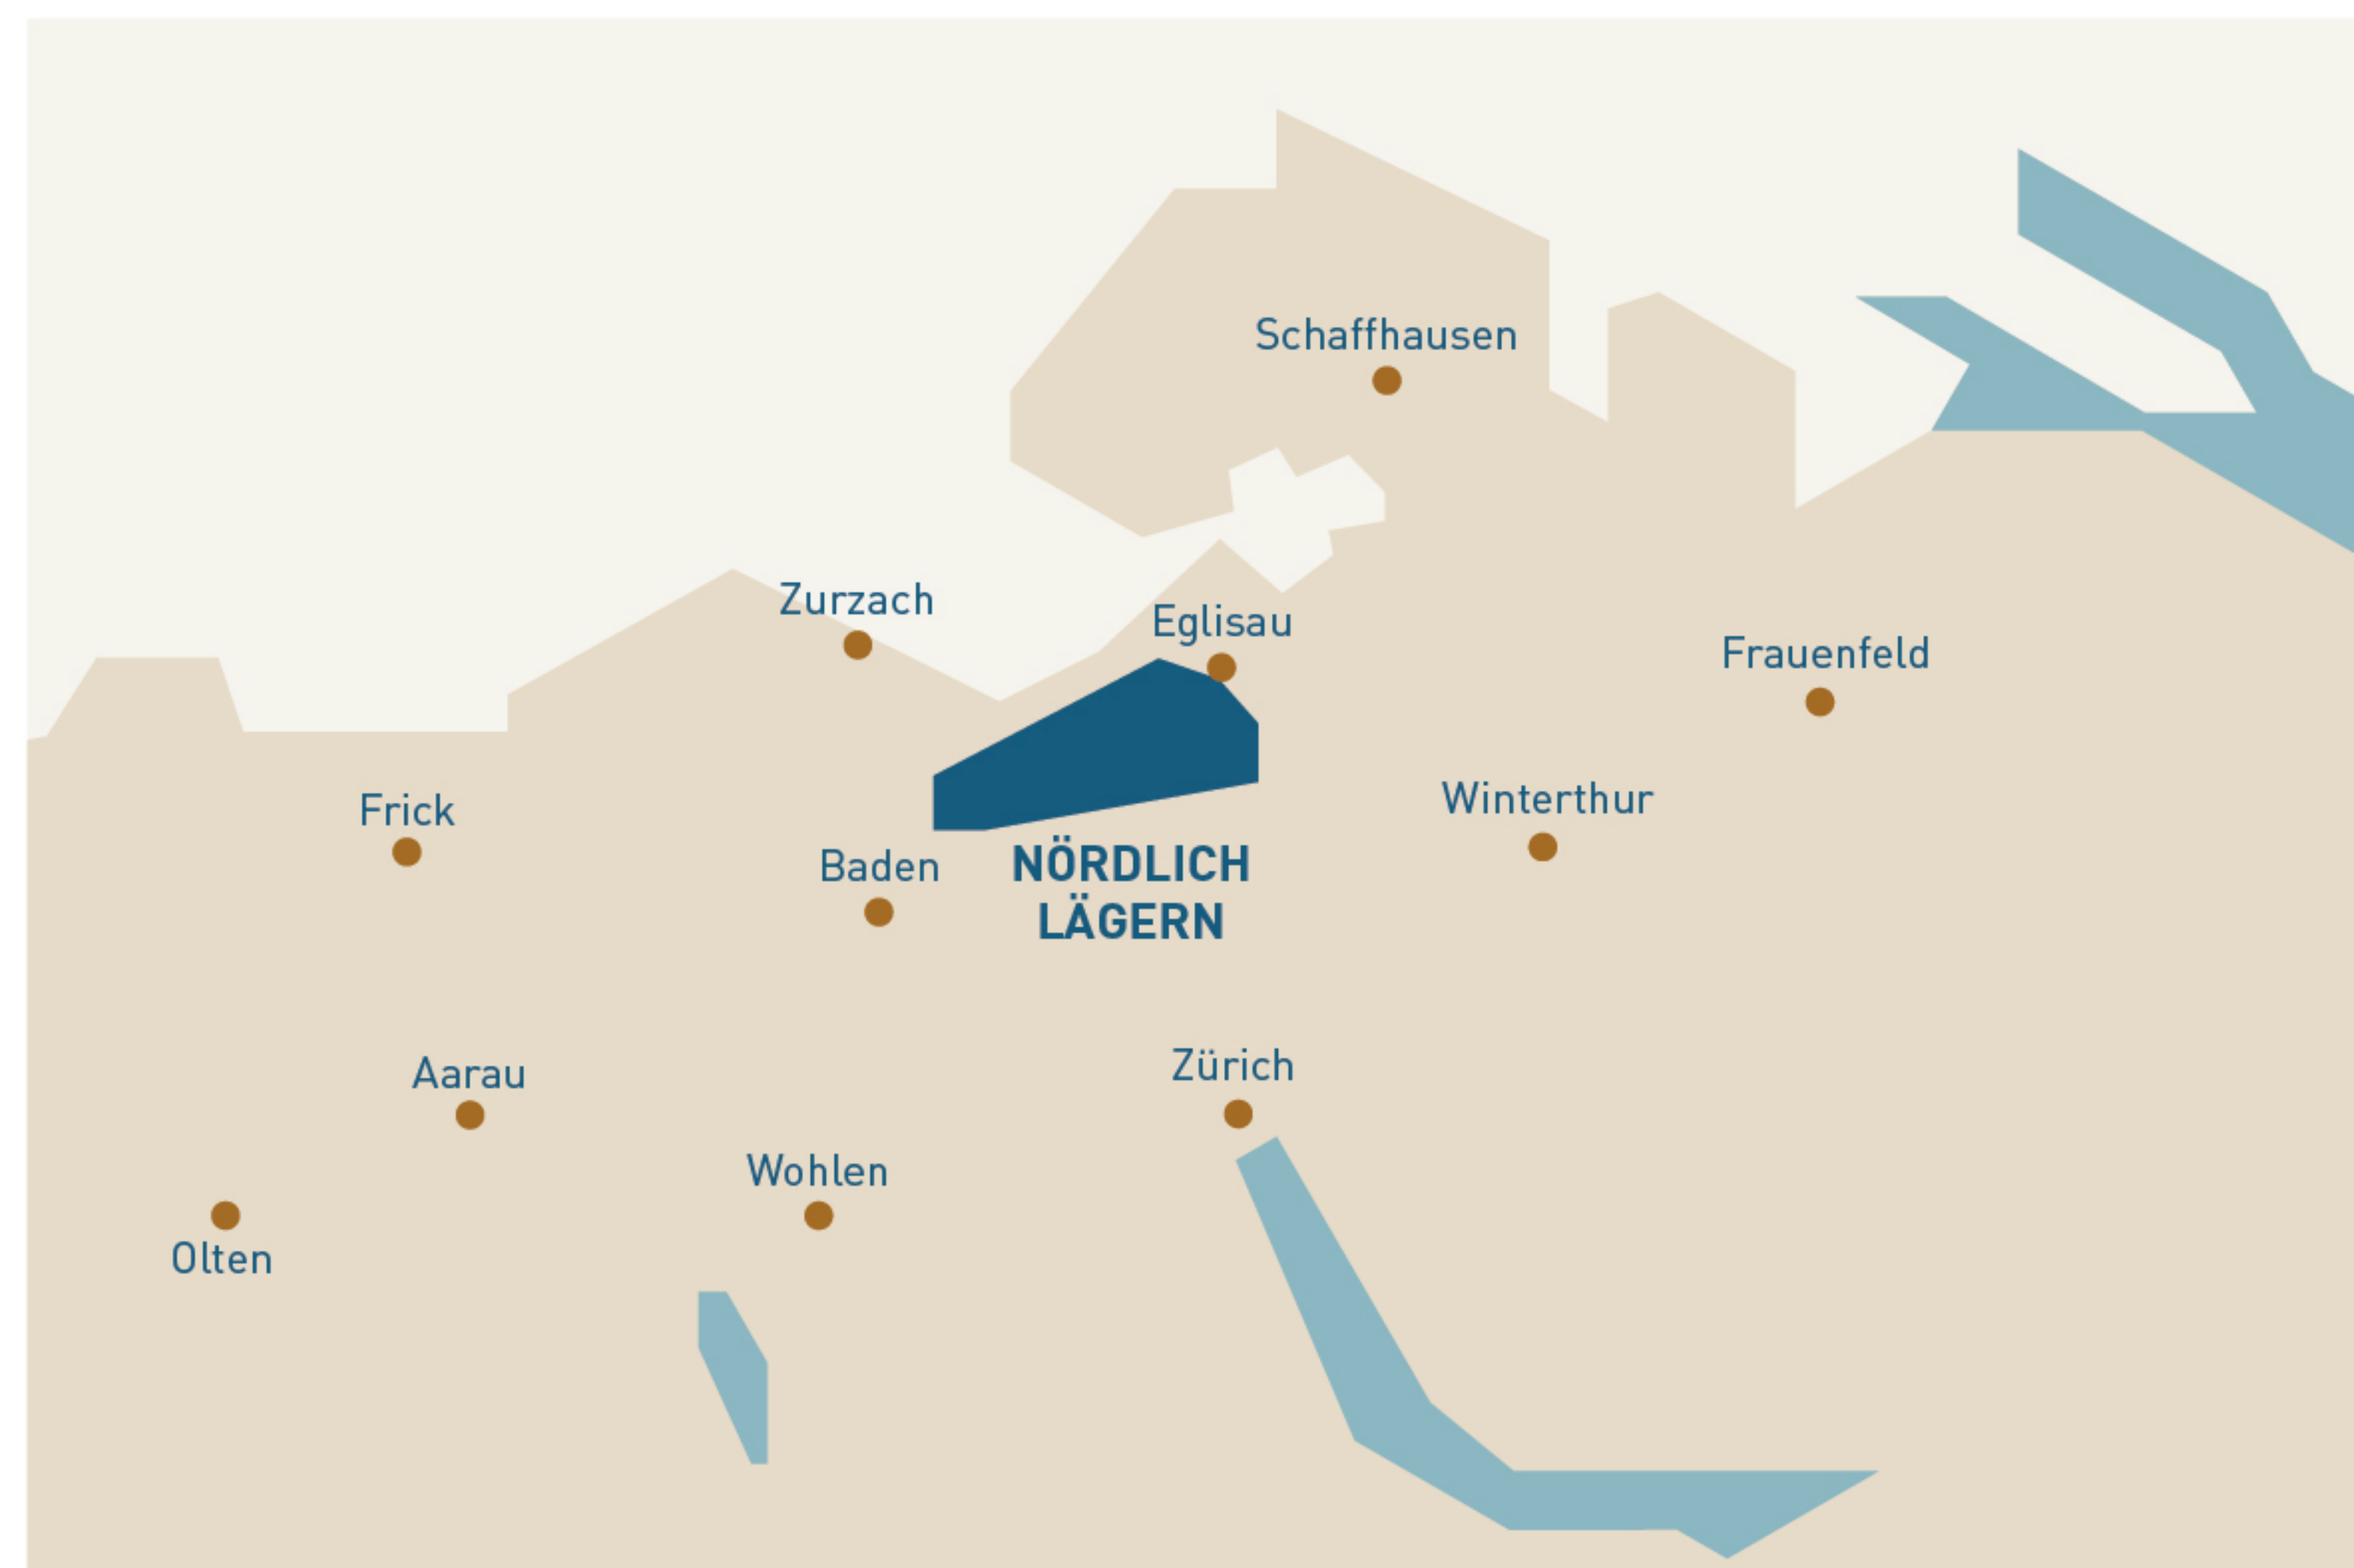 Schaffhausen
Zurzach
Eglisau
Frauenfeld
Frick
Winterthur
Baden
NÖRDLICH
LÄGERN
Aarau
Zürich
Wohlen
Olten